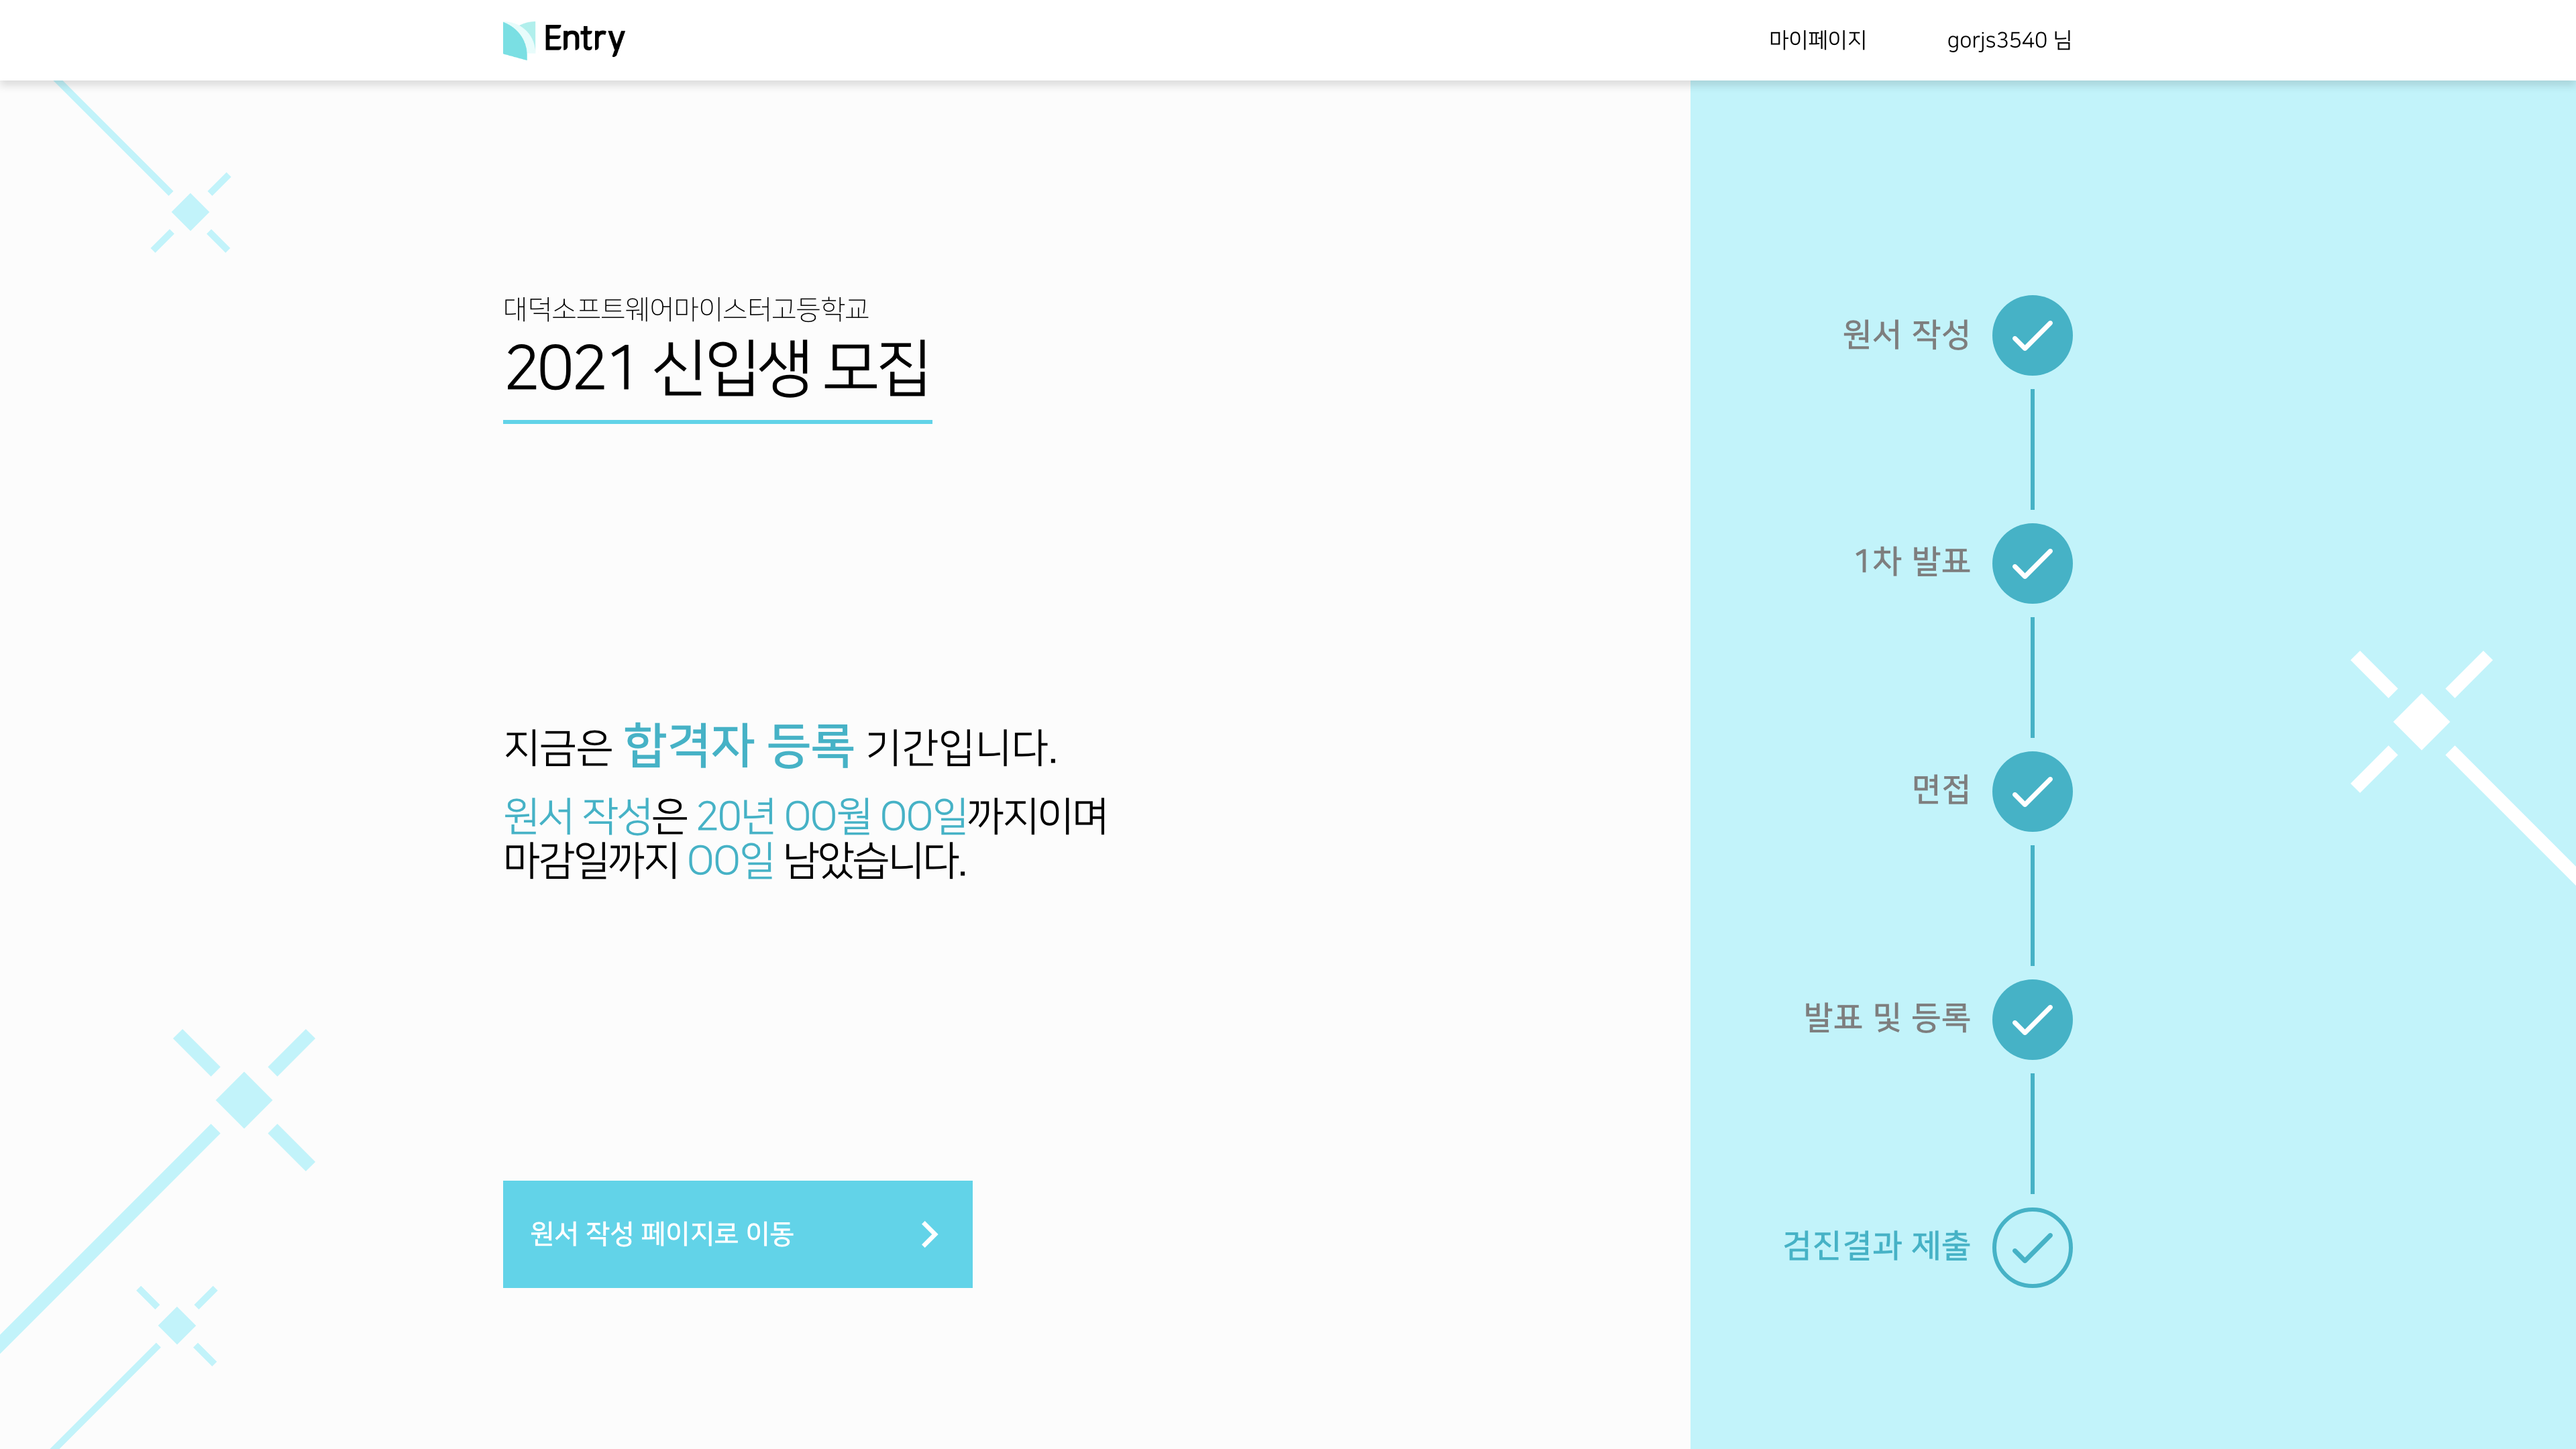 Entry
마이페이지
gorjs3540 님
대덕소프트웨어마이스터고등학교
2021 신입생 모집
지금은 합격자 등록 기간입니다.
원서 작성은 20년 00월 00일까지이며
마감일까지 00일 남았습니다.
원서 작성 페이지로 이동
원서 작성
1차 발표
면접
발표 및 등록
검진결과 제출